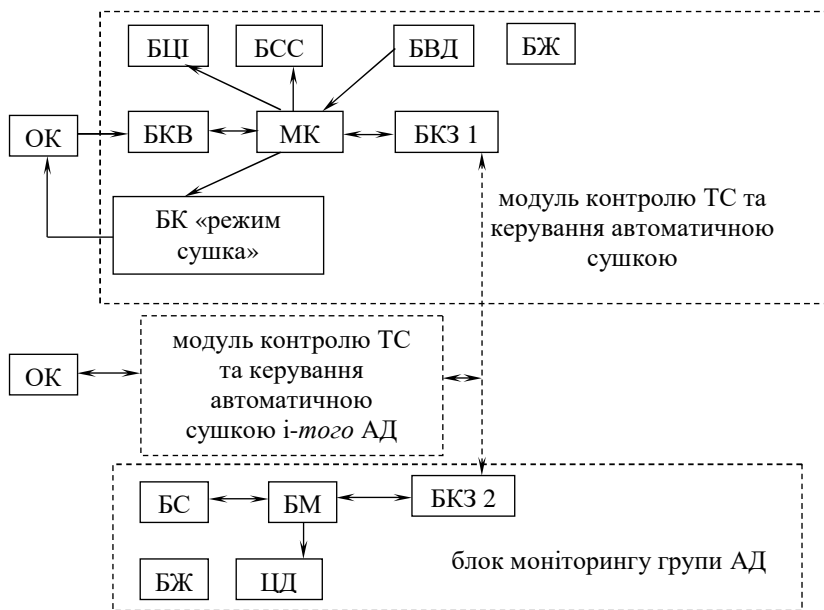 БЦІ
БСС
БВД
БЖ
ОК
БКВ
МК
БКЗ 1
БК «режим
сушка»
модуль контролю ТС та
керування автоматичною
сушкою
ОК
модуль контролю ТС
та керування
автоматичною
сушкою і-того АД
БС
БМ
БКЗ 2
БЖ
ЦД
блок моніторингу групи АД